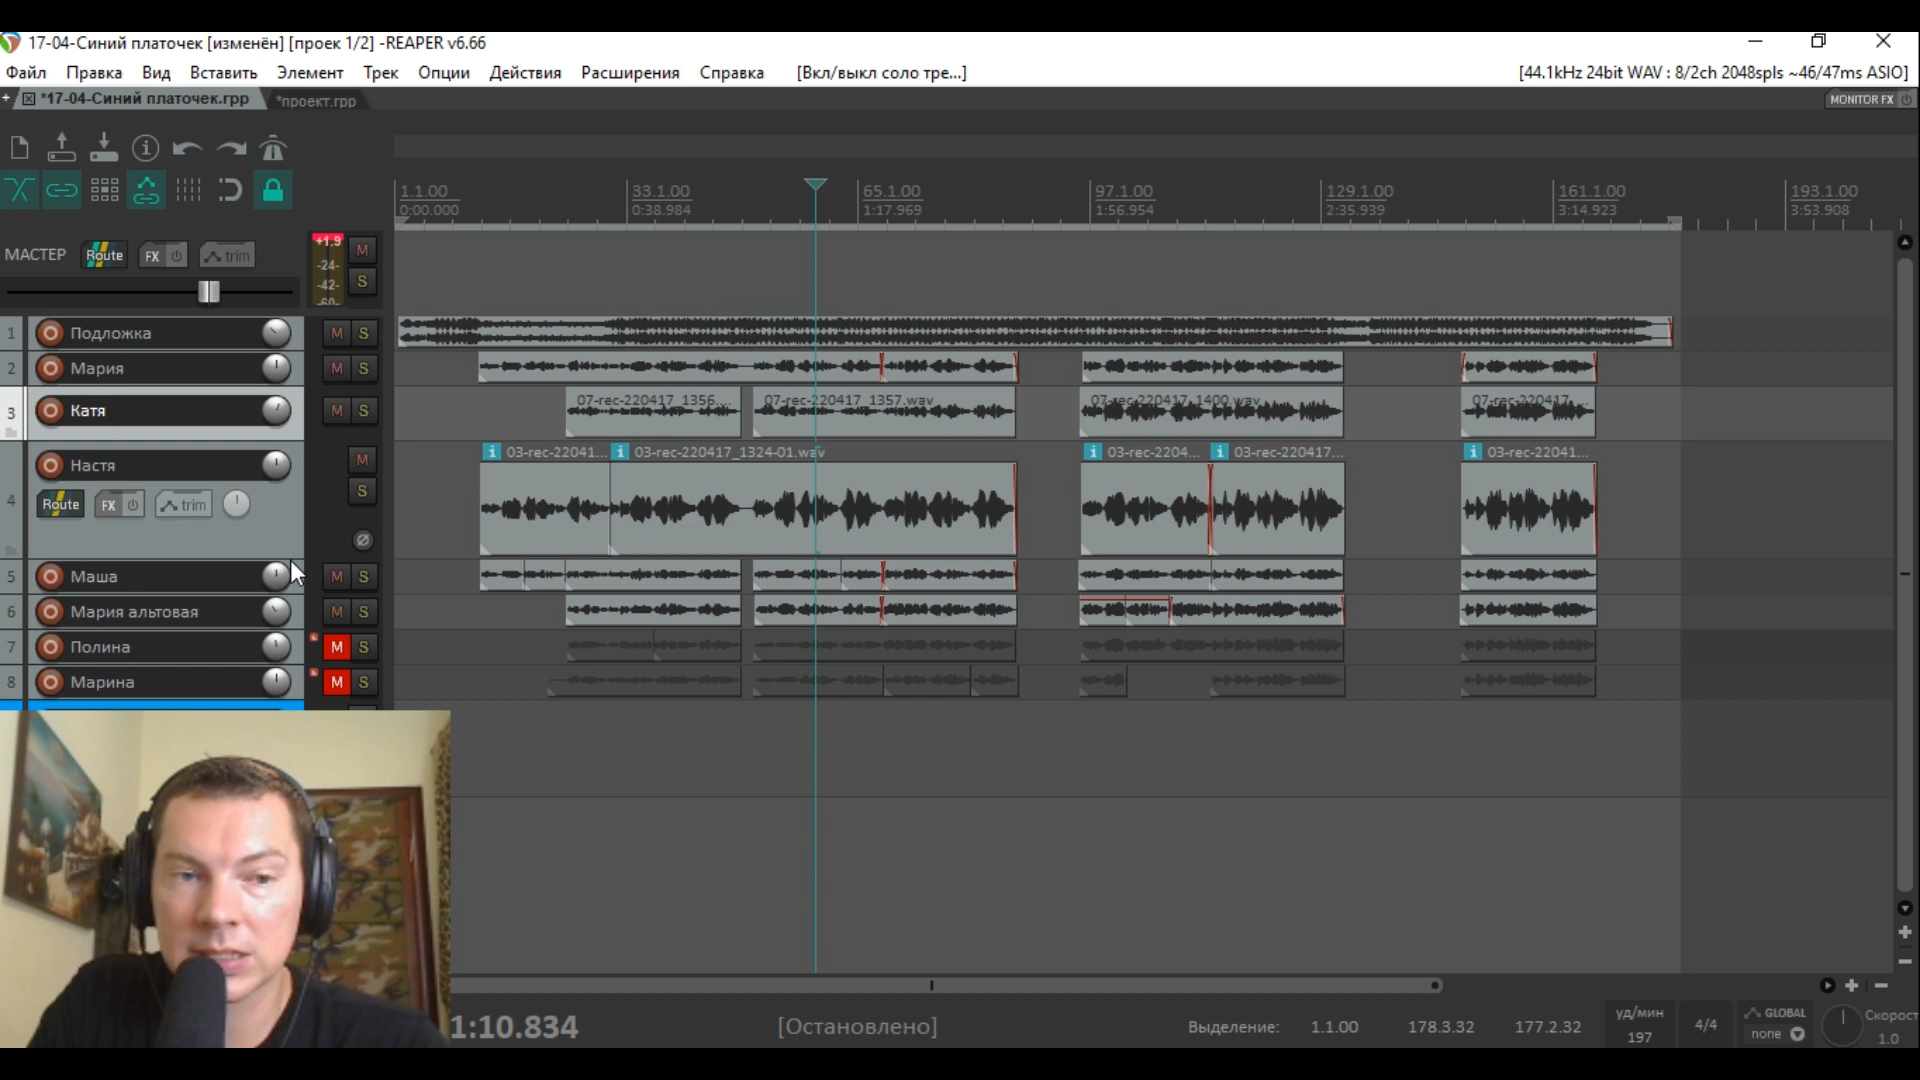 17-04-Синий платочек [изменён] [проек 1/2] -REAPER v6.66
Файл Правка Вид Вставить Элемент Трек Опции Действия Расширения Справка [Вкл/выкл соло тре...] [44.1kHz 24bit WAV : 8/2ch 2048spls ~46/47ms ASIO]
+ *17-04-Синий платочек.rpp *проект.rpp MONITOR FX
1.1.00 33.1.00 65.1.00 97.1.00 129.1.00 161.1.00 193.1.00
0:00.000 0:38.984 1:17.969 1:56.954 2:35.939 3:14.923 3:53.908
МАСТЕР Route FX trim +1.9 M
-24-
-42- S
-60-
1 Подложка M S
2 Мария M S
3 Катя M S 07-rec-220417_1356.... 07-rec-220417_1357.wav 07-rec-220417_1400.wav 07-rec-220417_...
4 Настя M i 03-rec-22041... i 03-rec-220417_1324-01.wav i 03-rec-2204... i 03-rec-220417... i 03-rec-22041...
Route FX trim S
5 Маша M S
6 Мария альтовая M S
7 Полина M S
8 Марина M S
1:10.834 [Остановлено] Выделение: 1.1.00 178.3.32 177.2.32 уд/мин 197 4/4 GLOBAL none Скорост 1.0